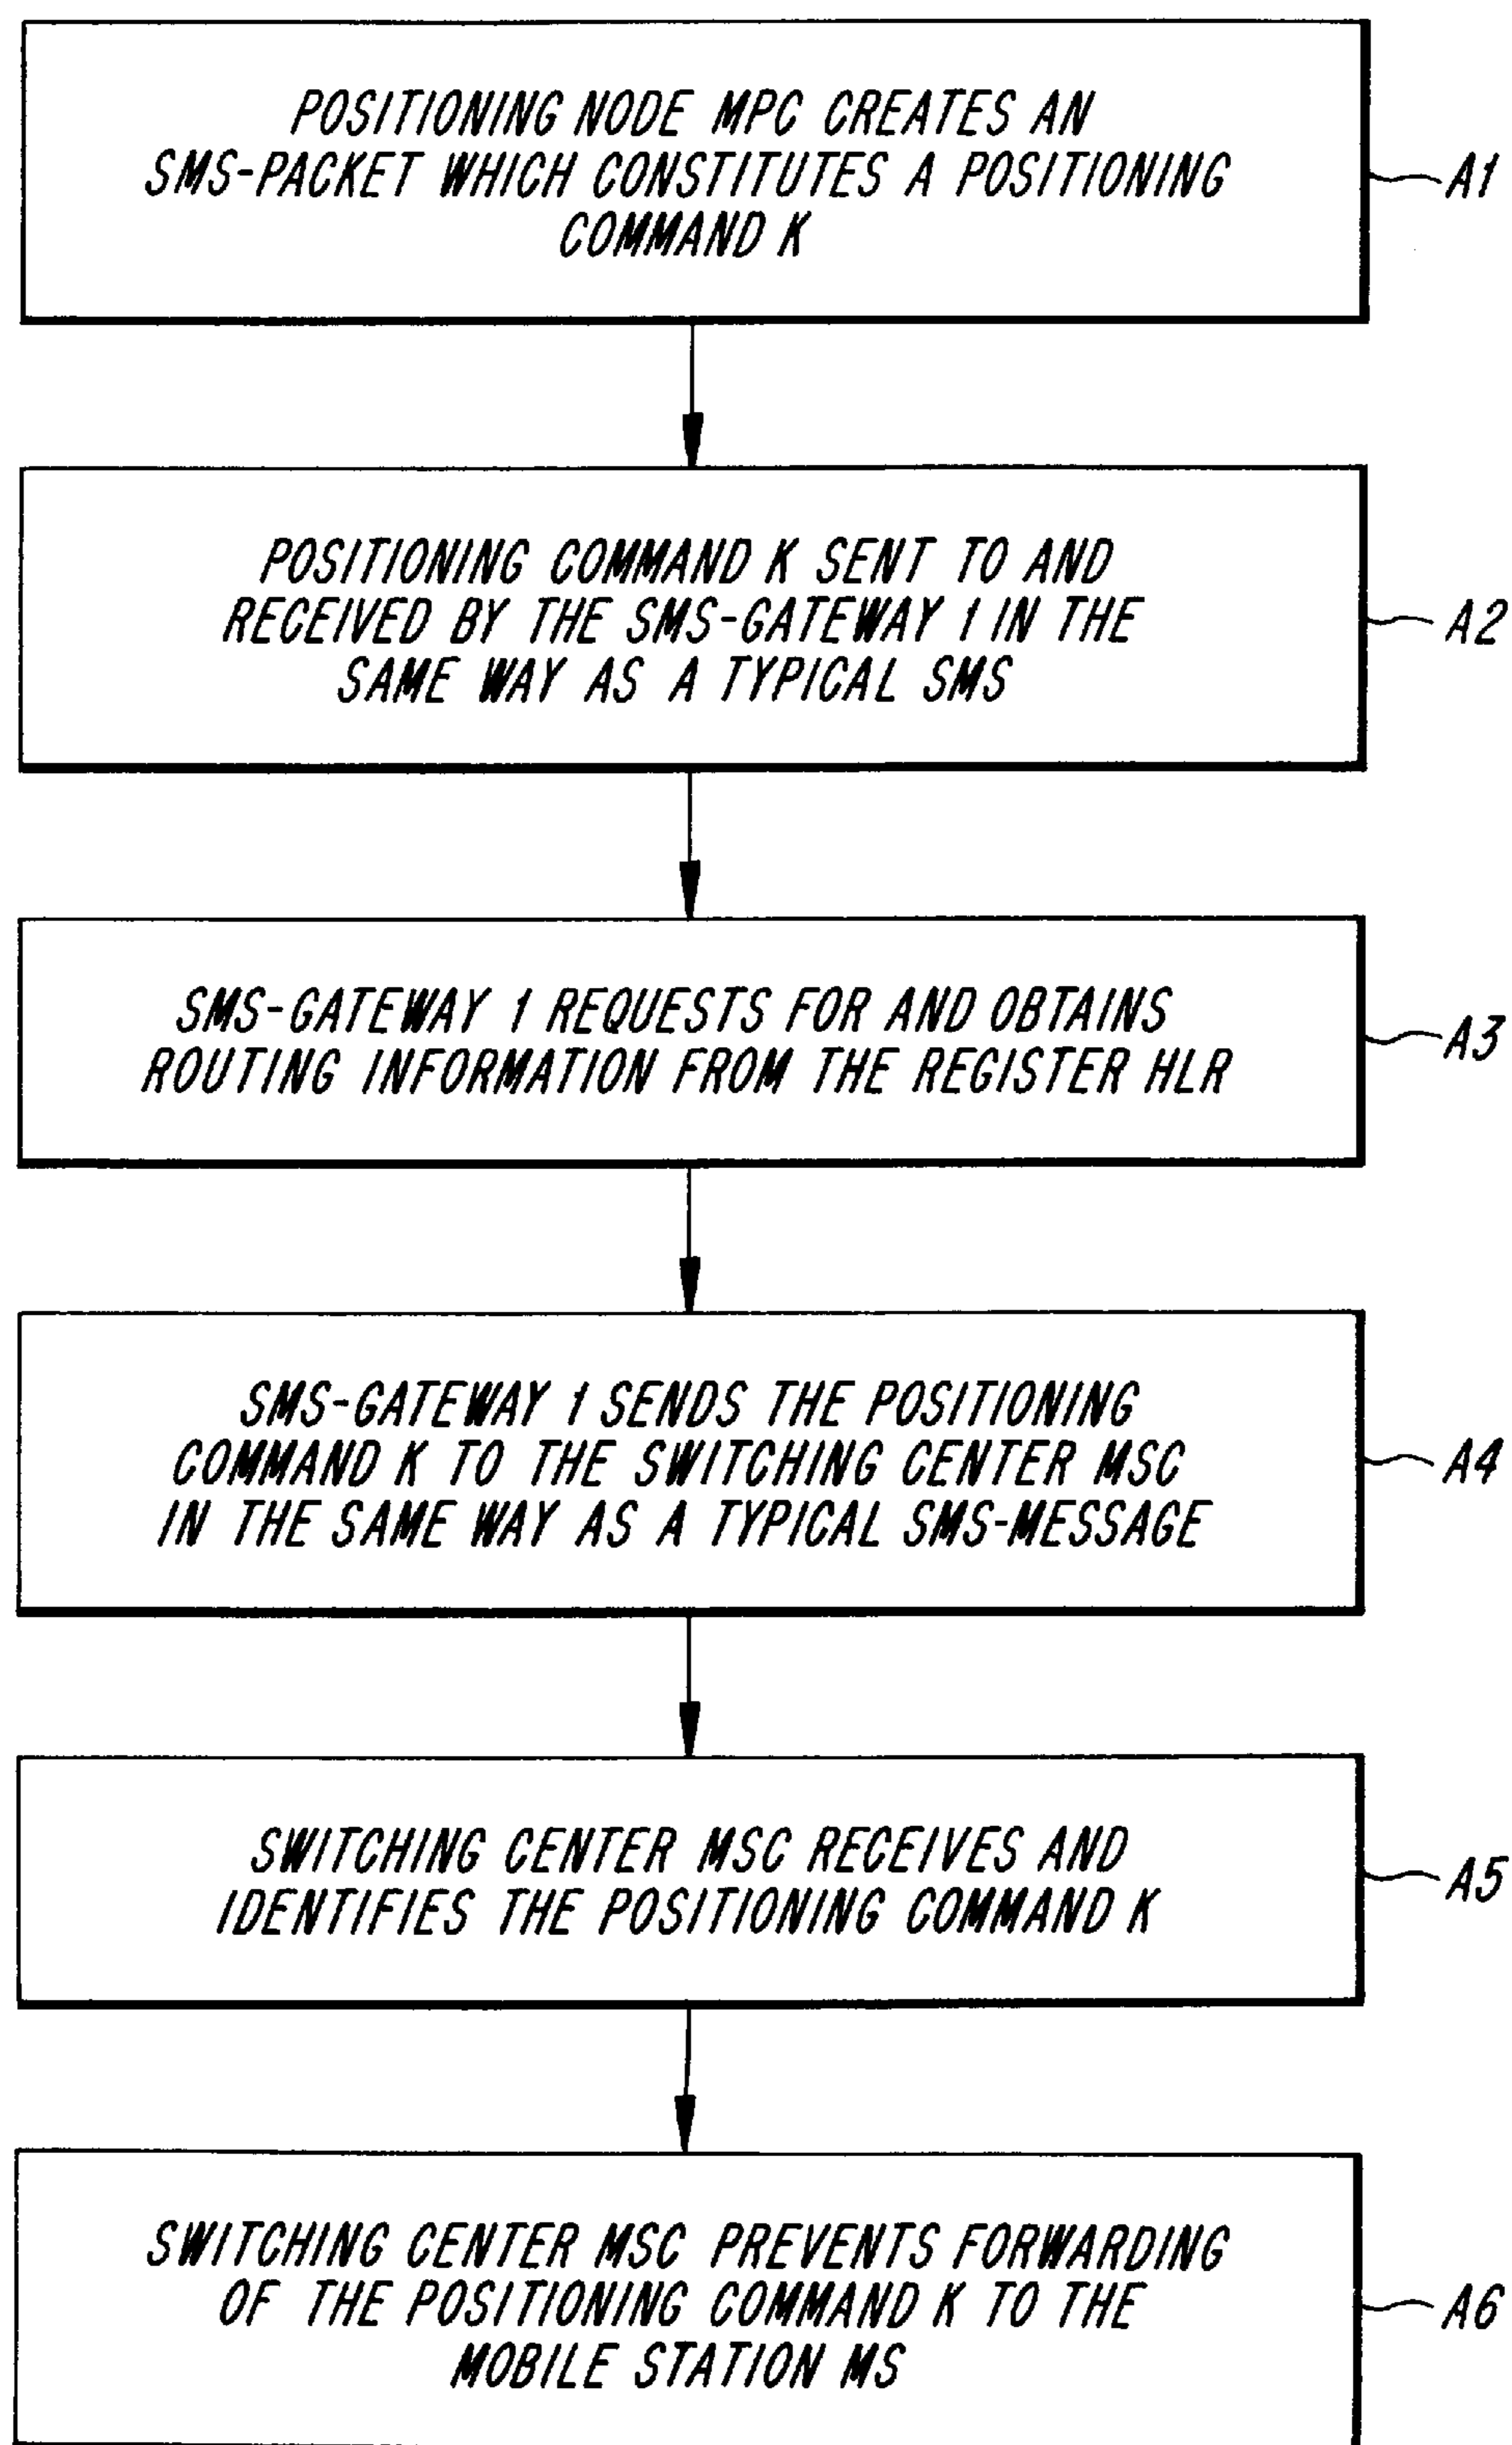 POSITIONING NODE MPC CREATES AN
SMS-PACKET WHICH CONSTITUTES A POSITIONING
COMMAND K
A1
POSITIONING COMMAND K SENT TO AND
RECEIVED BY THE SMS-GATEWAY 1 IN THE
SAME WAY AS A TYPICAL SMS
A2
SMS-GATEWAY 1 REQUESTS FOR AND OBTAINS
ROUTING INFORMATION FROM THE REGISTER HLR
A3
SMS-GATEWAY 1 SENDS THE POSITIONING
COMMAND K TO THE SWITCHING CENTER MSC
IN THE SAME WAY AS A TYPICAL SMS-MESSAGE
A4
SWITCHING CENTER MSC RECEIVES AND
IDENTIFIES THE POSITIONING COMMAND K
A5
SWITCHING CENTER MSC PREVENTS FORWARDING
OF THE POSITIONING COMMAND K TO THE
MOBILE STATION MS
A6